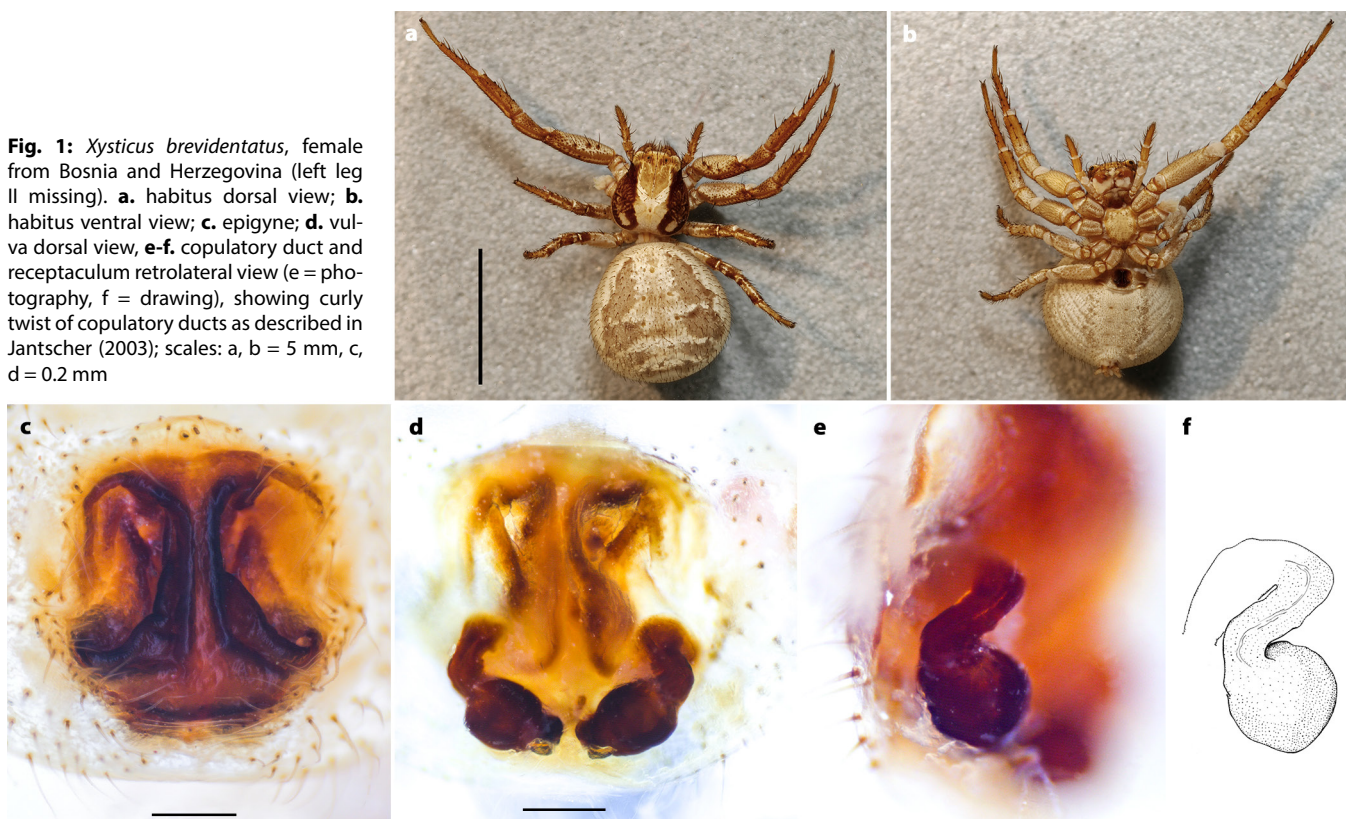 Fig. 1: Xysticus brevidentatus, female
from Bosnia and Herzegovina (left leg
II missing). a. habitus dorsal view; b.
habitus ventral view; c. epigyne; d. vul-
va dorsal view, e-f. copulatory duct and
receptaculum retrolateral view (e = pho-
tography, f = drawing), showing curly
twist of copulatory ducts as described in
Jantscher (2003); scales: a, b = 5 mm, c,
d = 0.2 mm
a
b
c
d
e
f